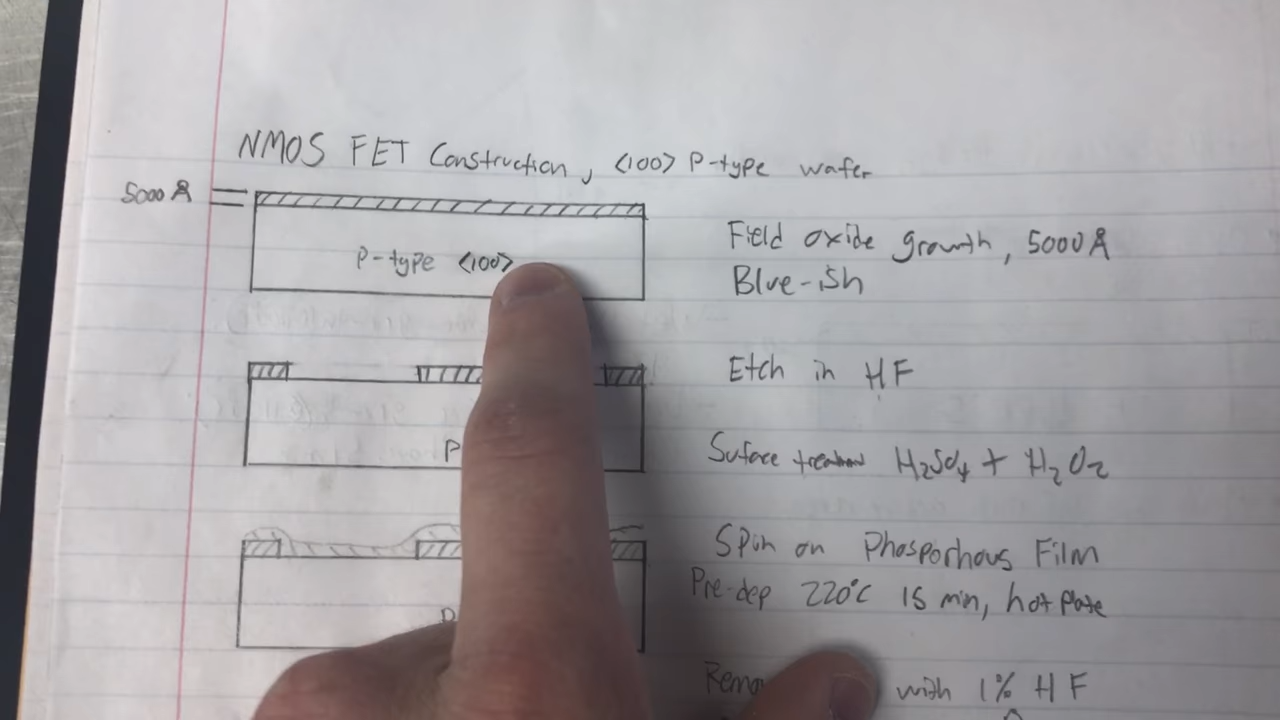 NMOS FET Construction, <100> P-type wafer
5000 Å
P-type <100>
Field oxide growth, 5000 Å
Blue-ish
Etch in HF
P
Suface H₂SO₄ + H₂O₂
Spin on Phosporhous Film
Pre-dep 220°C 15 min, hot plate
P
with 1% HF